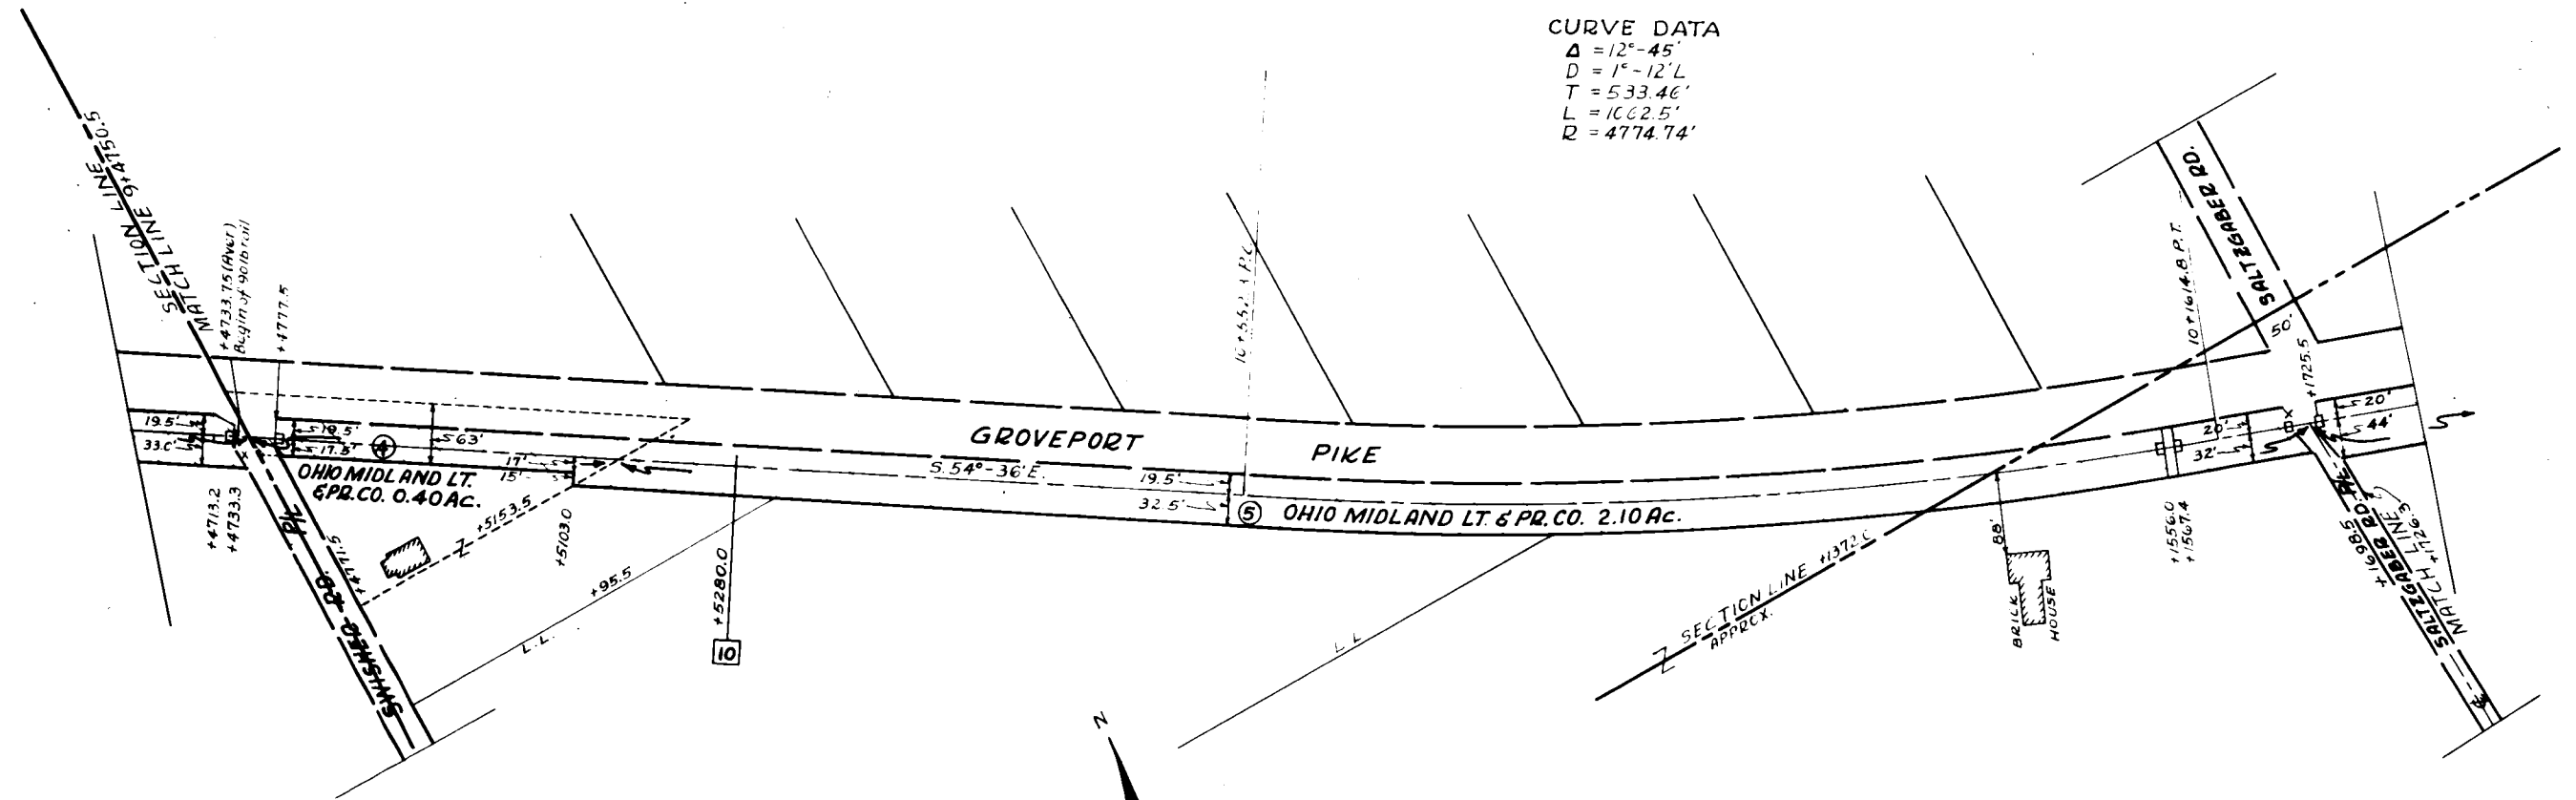 CURVE DATA
Δ = 12°-45'
D = 1°-12' L
T = 533.46'
L = 1062.5'
R = 4774.74'
SECTION LINE
MATCH LINE 9+4750.5
+4733.75 (Aver)
Begin of 90lb rail
+4777.5
19.5'
33.0'
19.5'
17.5'
4
63'
OHIO MIDLAND LT.
& PR. CO. 0.40 AC.
17'
15'
+4713.2
+4733.3
P/L
+4771.5
SWISHER RD.
+5153.5
+5103.0
L. L.
+95.5
+5280.0
10
S. 54°-36' E.
GROVEPORT PIKE
19.5'
32.5'
5
OHIO MIDLAND LT. & PR. CO. 2.10 AC.
L L
N
SECTION LINE
APPROX.
88'
BRICK
HOUSE
10+1614.8 P.T.
SALTZGABER RD.
50'
+1725.5
20'
32'
20'
44'
+1556.0
+1567.4
+1698.5
P/L
SALTZGABER RD.
MATCH LINE
+1726.3